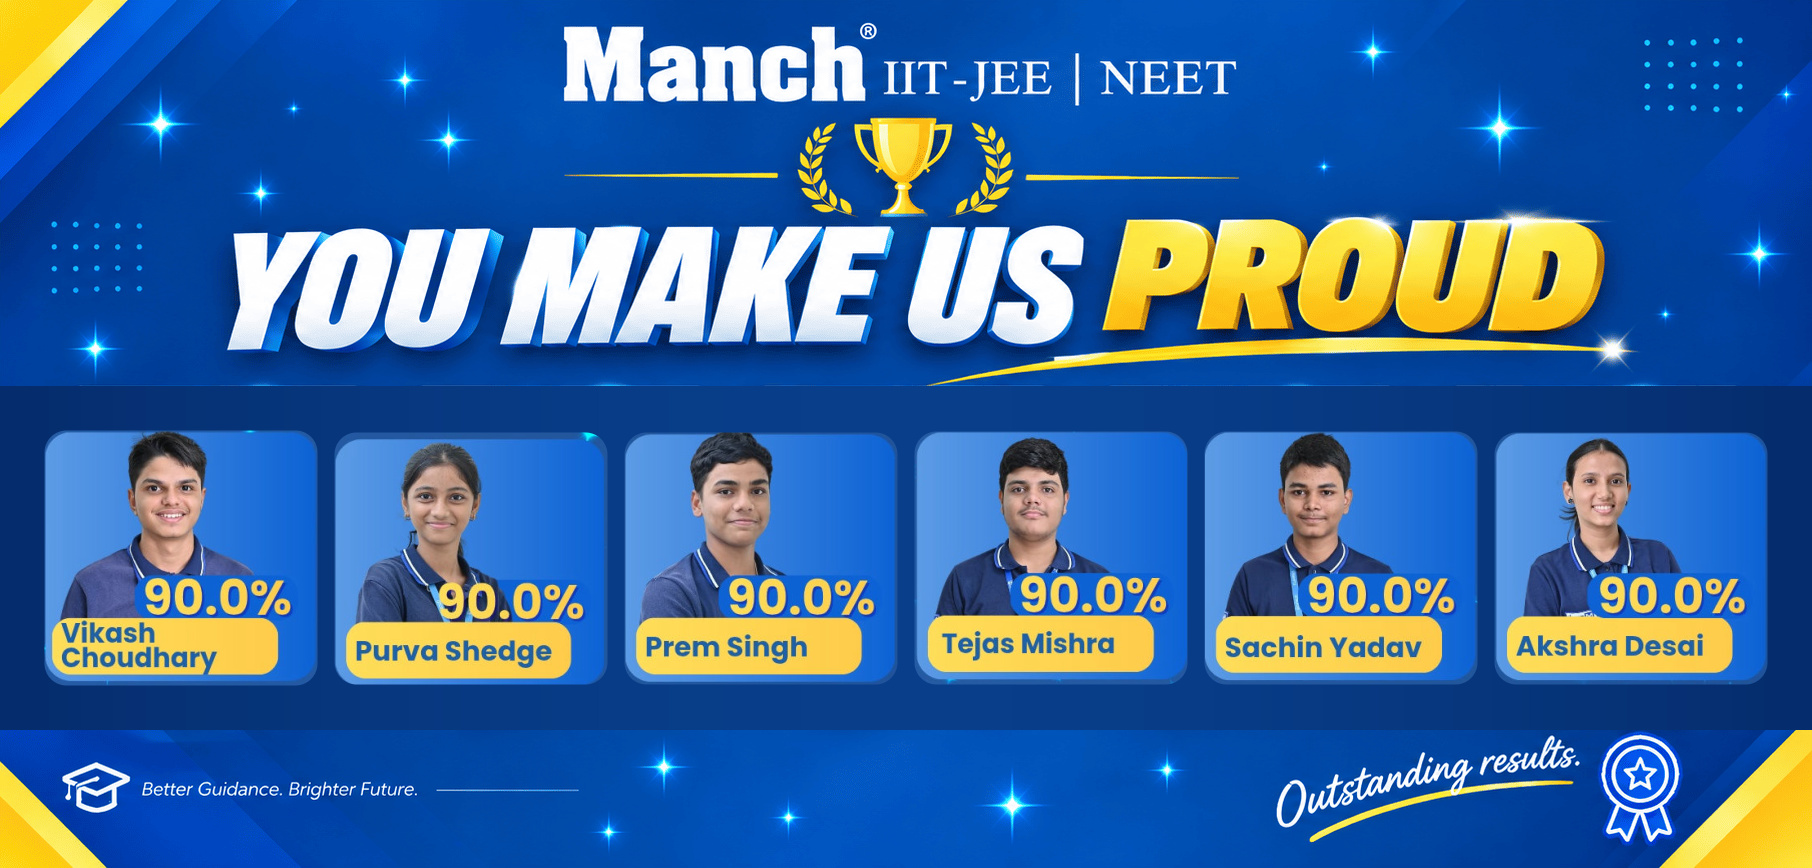 Manch® IIT-JEE | NEET
YOU MAKE US PROUD
90.0%
Vikash
Choudhary
90.0%
Purva Shedge
90.0%
Prem Singh
90.0%
Tejas Mishra
90.0%
Sachin Yadav
90.0%
Akshra Desai
Better Guidance. Brighter Future.
Outstanding results.